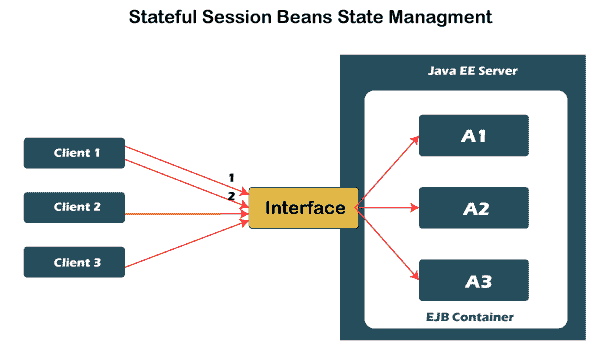 Stateful Session Beans State Managment
Java EE Server
Client 1
Client 2
Client 3
1
2
Interface
A1
A2
A3
EJB Container